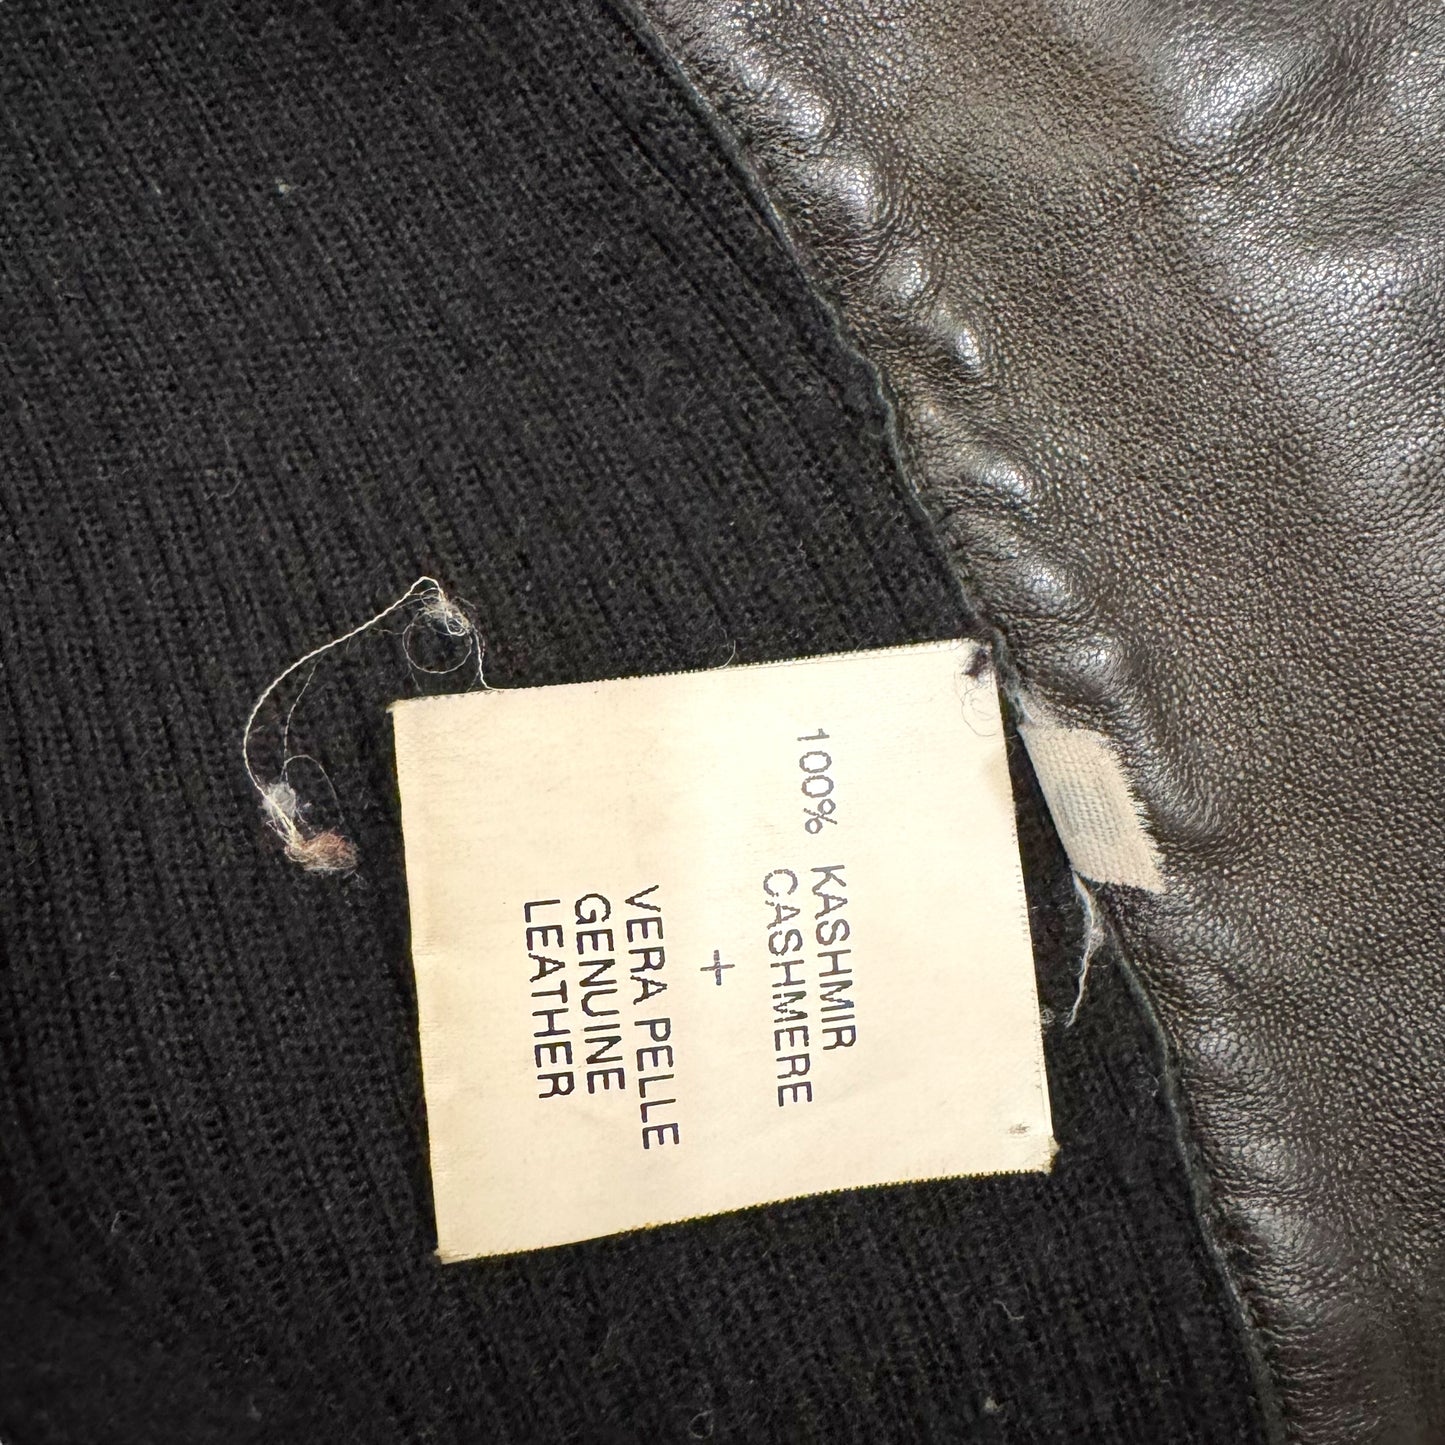 100% KASHMIR
CASHMERE
+
VERA PELLE
GENUINE
LEATHER